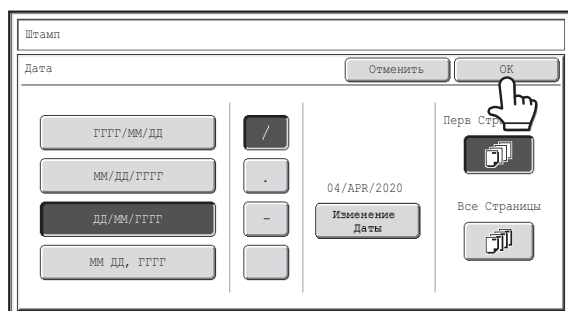 Штамп
Дата
Отменить
OK
ГГГГ/ММ/ДД
ММ/ДД/ГГГГ
ДД/ММ/ГГГГ
ММ ДД, ГГГГ
/
.
-
04/APR/2020
Изменение
Даты
Перв
Все Страницы